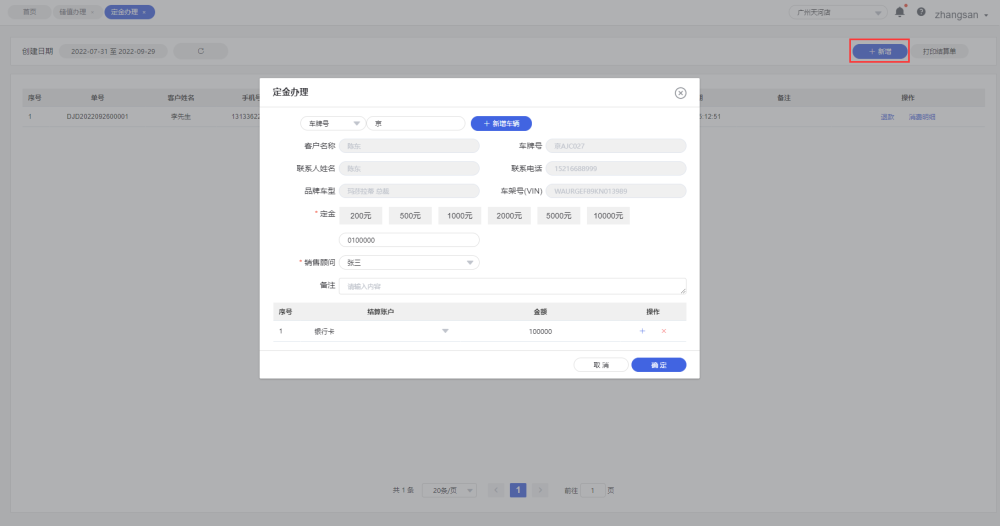 首页 储值办理 定金办理 广州天河店 zhangsan
创建日期 2022-07-31 至 2022-09-29 + 新增 打印结算单
序号 单号 客户姓名 手机号 备注 操作
1 DJD2022092600001 李先生 13133622 :12:51 退款 消费明细
定金办理
车牌号 京 + 新增车辆
客户名称 陈东 车牌号 京AJC027
联系人姓名 陈东 联系电话 15216688099
品牌车型 玛莎拉蒂 总裁 车架号(VIN)
* 定金 200元 500元 1000元 2000元 5000元 10000元
0100000
* 销售顾问 张三
备注 请输入内容
序号 结算账户 金额 操作
1 银行卡 100000 + ×
取 消 确 定
共 1 条 20条/页 < 1 > 前往 1 页